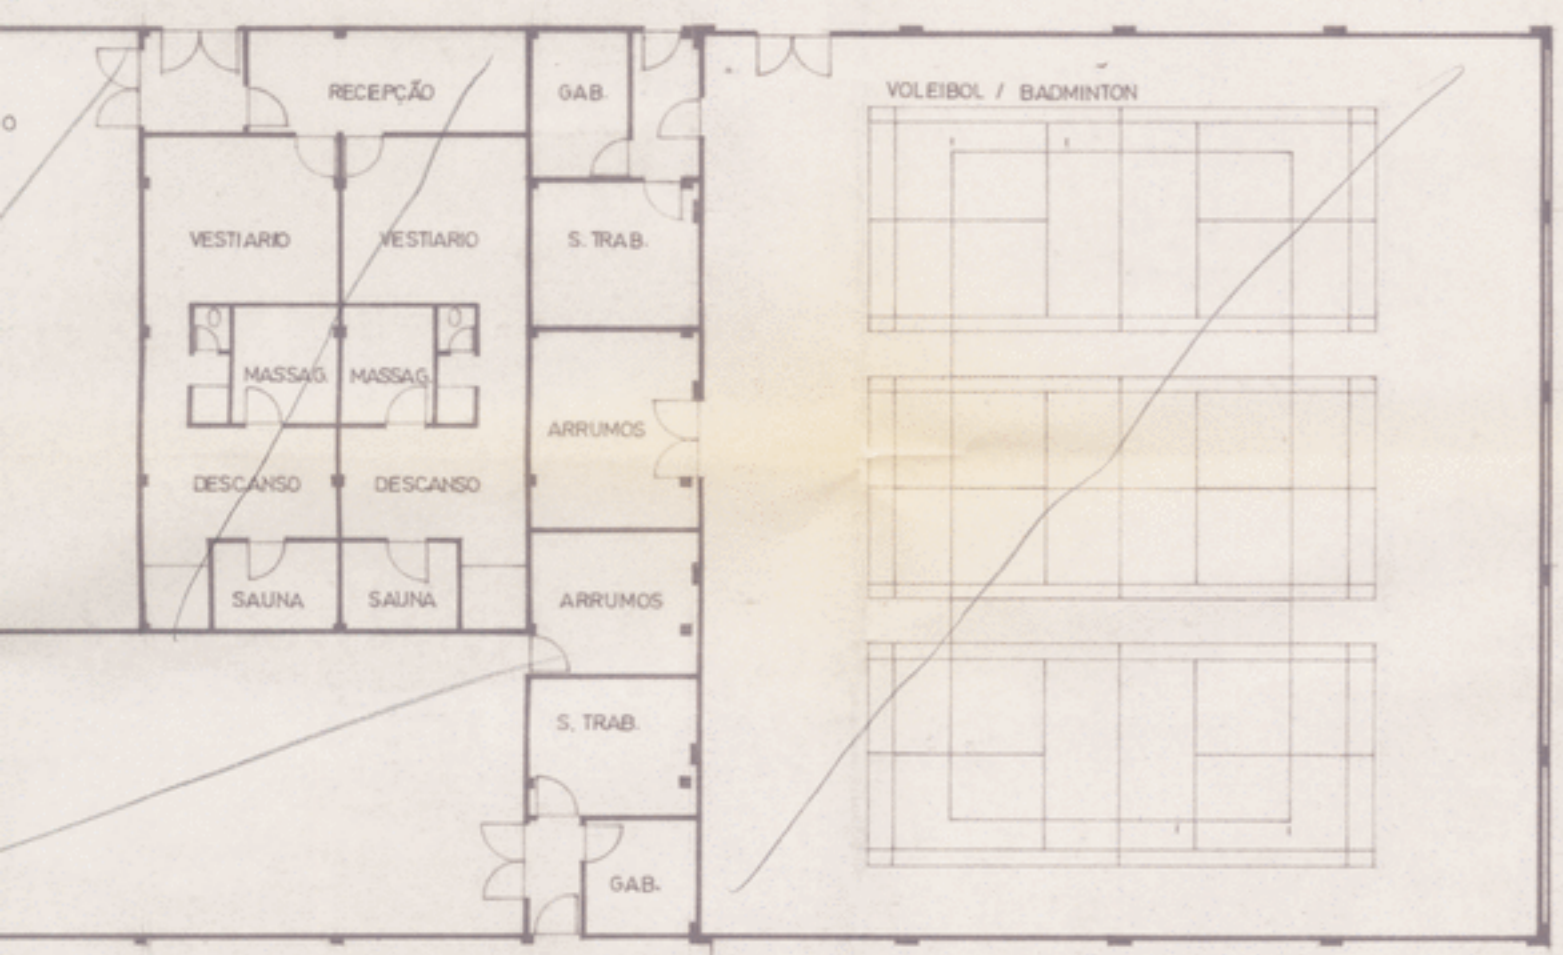 RECEPÇÃO
GAB.
VOLEIBOL / BADMINTON
O
VESTIARIO
VESTIARIO
S. TRAB.
MASSAG.
MASSAG.
ARRUMOS
DESCANSO
DESCANSO
SAUNA
SAUNA
ARRUMOS
S. TRAB.
GAB.